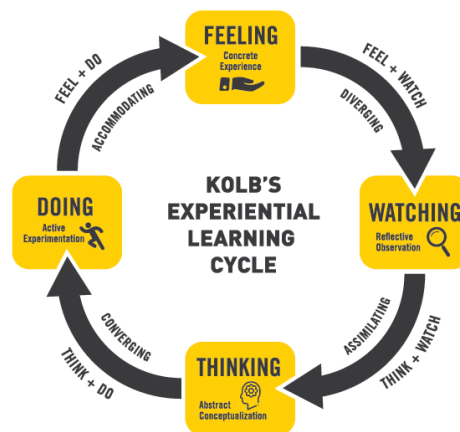 FEELING
Concrete
Experience
FEEL + WATCH
DIVERGING
WATCHING
Reflective
Observation
ASSIMILATING
THINK + WATCH
THINKING
Abstract
Conceptualization
CONVERGING
THINK + DO
DOING
Active
Experimentation
FEEL + DO
ACCOMMODATING
KOLB'S
EXPERIENTIAL
LEARNING
CYCLE